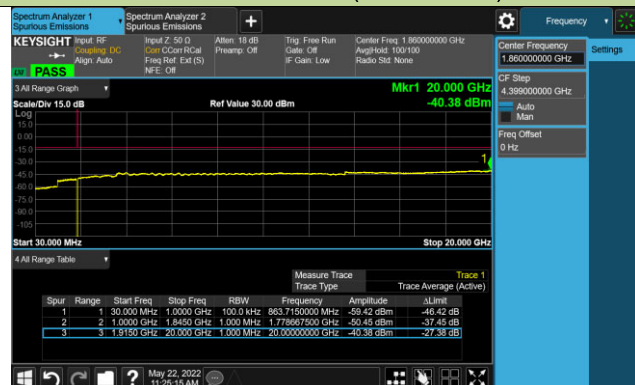 Spectrum Analyzer 1
Spurious Emissions
Spectrum Analyzer 2
Spurious Emissions
+
Frequency
KEYSIGHT
Input: RF
Coupling: DC
Align: Auto
Input Z: 50 Ω
Corr CCorr RCal
Freq Ref: Ext (S)
NFE: Off
Atten: 18 dB
Preamp: Off
Trig: Free Run
Gate: Off
IF Gain: Low
Center Freq: 1.860000000 GHz
Avg|Hold: 100/100
Radio Std: None
PASS
Center Frequency
1.860000000 GHz
Settings
CF Step
4.399000000 GHz
Auto
Man
Freq Offset
0 Hz
3 All Range Graph
Mkr1 20.000 GHz
Scale/Div 15.0 dB
Ref Value 30.00 dBm
-40.38 dBm
Log
15.0
0.00
-15.0
-30.0
-45.0
-60.0
-75.0
-90.0
-105
1
Start 30.000 MHz
Stop 20.000 GHz
4 All Range Table
Measure Trace Trace 1
Trace Type Trace Average (Active)
Spur Range Start Freq Stop Freq RBW Frequency Amplitude ΔLimit
1 1 30.000 MHz 1.0000 GHz 100.0 kHz 863.7150000 MHz -59.42 dBm -46.42 dB
2 2 1.0000 GHz 1.8450 GHz 1.000 MHz 1.778667500 GHz -50.45 dBm -37.45 dB
3 3 1.9150 GHz 20.000 GHz 1.000 MHz 20.00000000 GHz -40.38 dBm -27.38 dB
?
May 22, 2022
11:25:15 AM